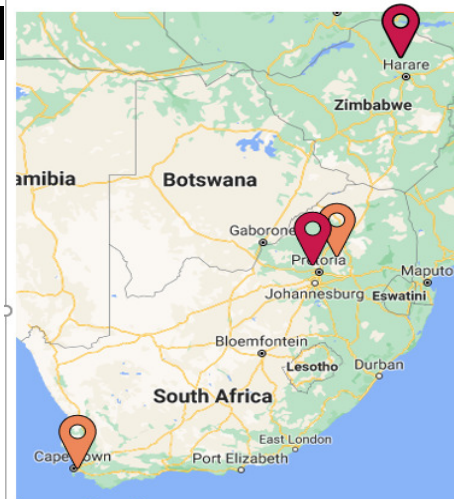 Harare
Zimbabwe
amibia
Botswana
Gaborone
Pretoria
Maputo
Johannesburg
Eswatini
Bloemfontein
Lesotho
Durban
South Africa
East London
Cape Town
Port Elizabeth